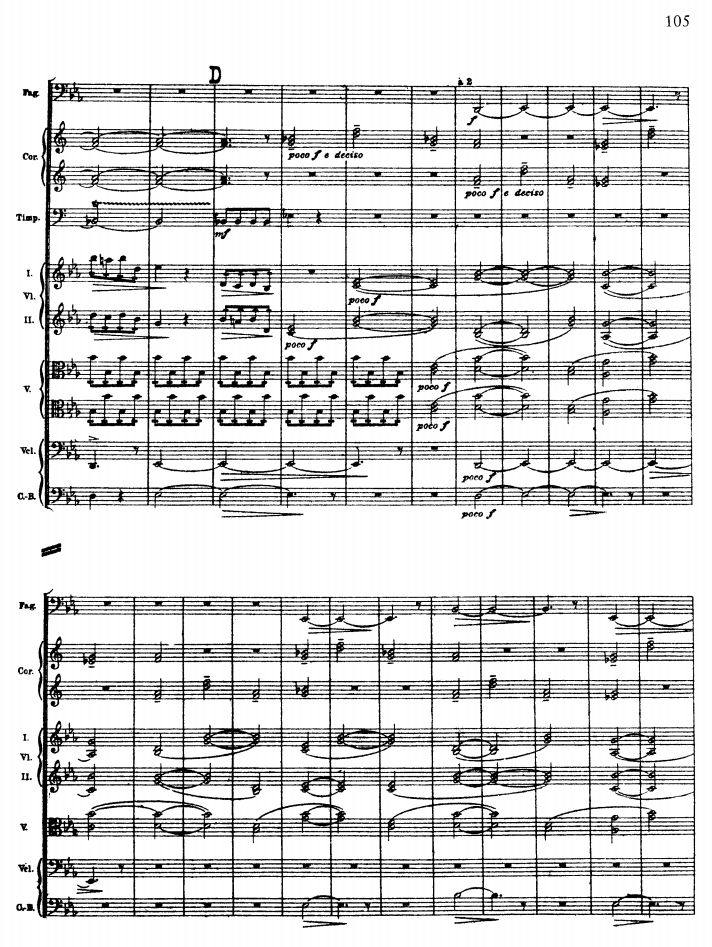 105
D
Fag.
à 2
f
Cor.
poco f e deciso
poco f e deciso
Timp.
mf
I.
Vl.
poco f
II.
poco f
V.
poco f
poco f
Vcl.
poco f
C.-B.
poco f
Fag.
Cor.
I.
Vl.
II.
V.
Vcl.
C.-B.